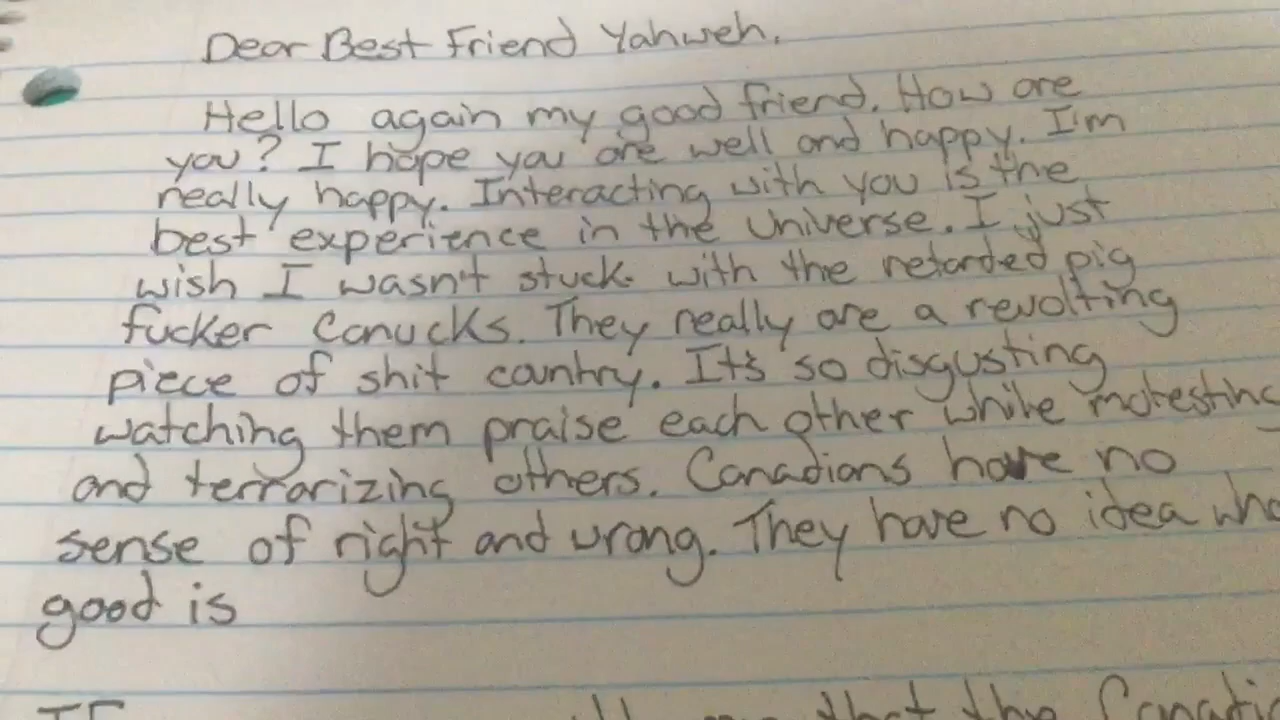 Dear Best Friend Yahweh.
Hello again my good friend. How are
you? I hope you are well and happy. I'm
really happy. Interacting with you is the
best experience in the Universe. I just
wish I wasn't stuck with the retarded pig
fucker Canucks. They really are a revolting
piece of shit country. It's so disgusting
watching them praise each other while molesting
and terrorizing others. Canadians have no
sense of right and wrong. They have no idea
good is
that the